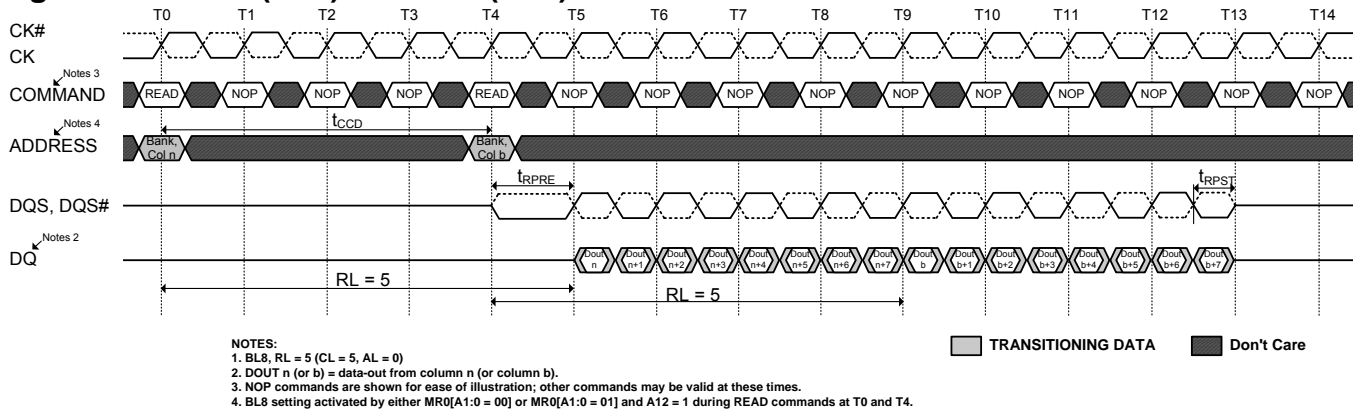 T0 T1 T2 T3 T4 T5 T6 T7 T8 T9 T10 T11 T12 T13 T14
CK#
CK
Notes 3
COMMAND READ NOP NOP NOP READ NOP NOP NOP NOP NOP NOP NOP NOP NOP NOP
Notes 4
tCCD
ADDRESS Bank, Col n Bank, Col b
tRPRE tRPST
DQS, DQS#
Notes 2
DQ Dout n Dout n+1 Dout n+2 Dout n+3 Dout n+4 Dout n+5 Dout n+6 Dout n+7 Dout b Dout b+1 Dout b+2 Dout b+3 Dout b+4 Dout b+5 Dout b+6 Dout b+7
RL = 5 RL = 5
TRANSITIONING DATA Don't Care
NOTES:
1. BL8, RL = 5 (CL = 5, AL = 0)
2. DOUT n (or b) = data-out from column n (or column b).
3. NOP commands are shown for ease of illustration; other commands may be valid at these times.
4. BL8 setting activated by either MR0[A1:0 = 00] or MR0[A1:0 = 01] and A12 = 1 during READ commands at T0 and T4.